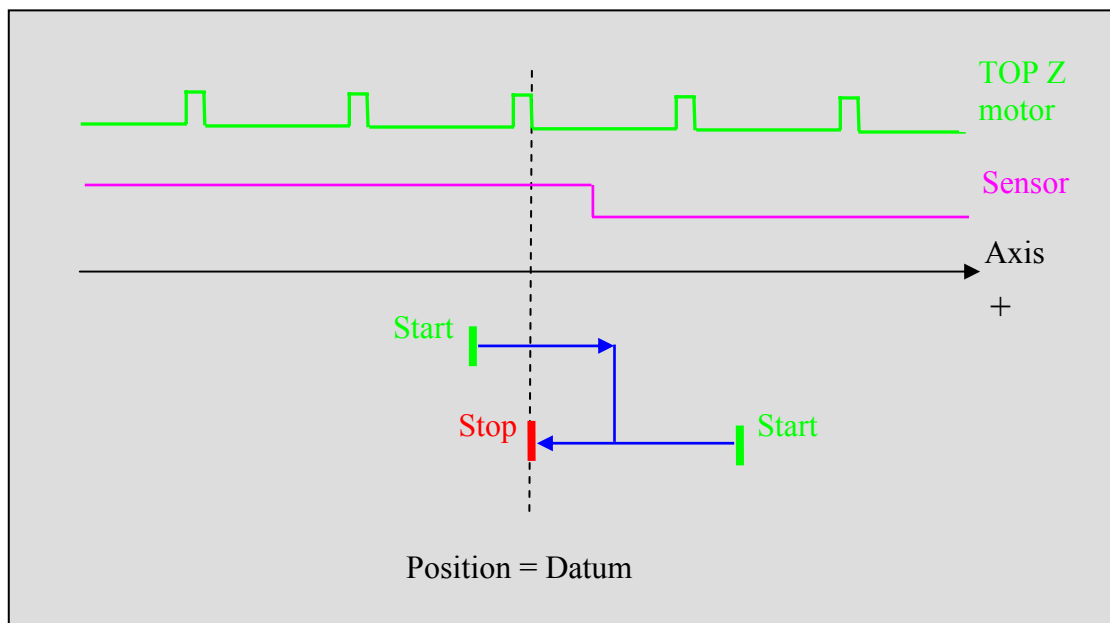 TOP Z
motor
Sensor
Axis
+
Start
Stop
Start
Position = Datum